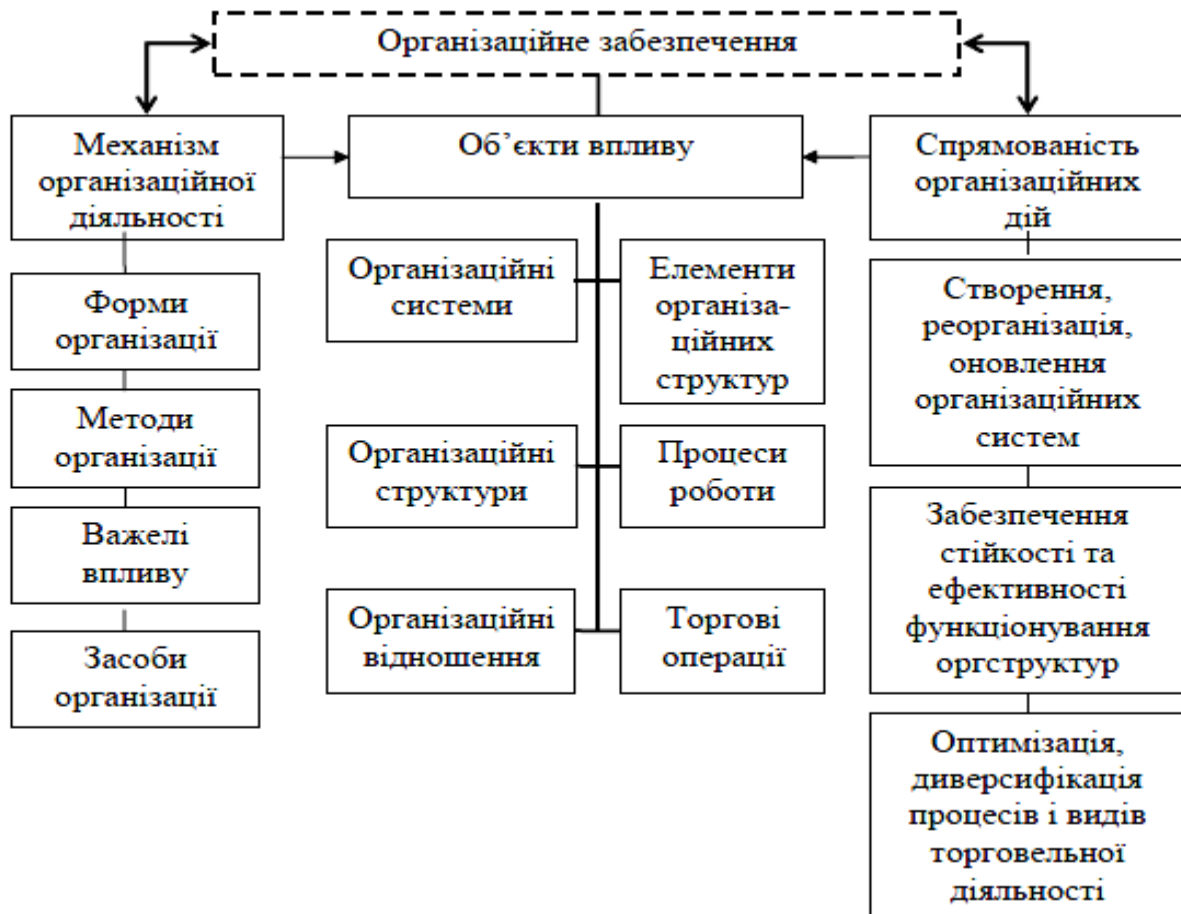 Організаційне забезпечення
Механізм
організаційної
діяльності
Форми
організації
Методи
організації
Важелі
впливу
Засоби
організації
Об’єкти впливу
Організаційні
системи
Елементи
організа-
ційних
структур
Організаційні
структури
Процеси
роботи
Організаційні
відношення
Торгові
операції
Спрямованість
організаційних
дій
Створення,
реорганізація,
оновлення
організаційних
систем
Забезпечення
стійкості та
ефективності
функціонування
оргструктур
Оптимізація,
диверсифікація
процесів і видів
торговельної
діяльності